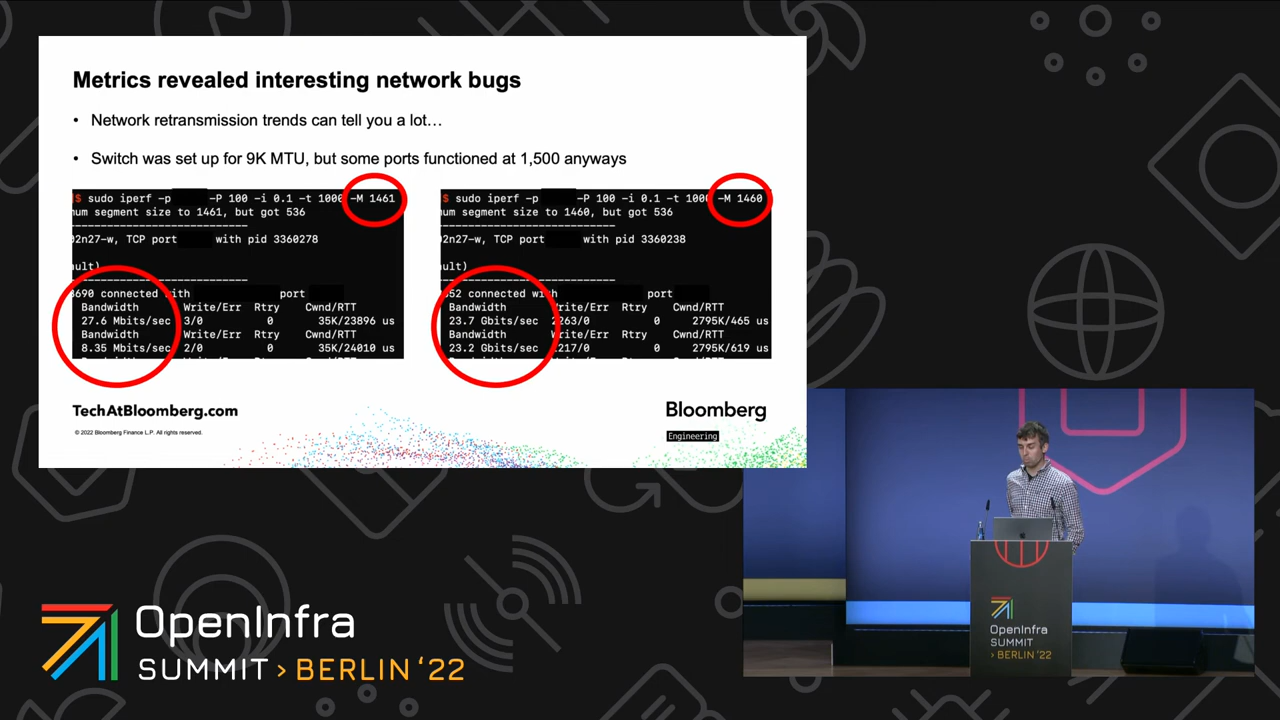 Metrics revealed interesting network bugs
• Network retransmission trends can tell you a lot…
• Switch was set up for 9K MTU, but some ports functioned at 1,500 anyways
$ sudo iperf -p -P 100 -i 0.1 -t 1000 -M 1461
num segment size to 1461, but got 536
02n27-w, TCP port with pid 3360278
ult)
3690 connected with port
Bandwidth Write/Err Rtry Cwnd/RTT
27.6 Mbits/sec 3/0 0 35K/23896 us
Bandwidth Write/Err Rtry Cwnd/RTT
8.35 Mbits/sec 2/0 0 35K/24010 us
$ sudo iperf -p -P 100 -i 0.1 -t 1000 -M 1460
num segment size to 1460, but got 536
02n27-w, TCP port with pid 3360238
ult)
52 connected with port
Bandwidth Write/Err Rtry Cwnd/RTT
23.7 Gbits/sec 2263/0 0 2795K/465 us
Bandwidth Write/Err Rtry Cwnd/RTT
23.2 Gbits/sec 2217/0 0 2795K/619 us
TechAtBloomberg.com
© 2022 Bloomberg Finance L.P. All rights reserved.
Bloomberg
Engineering
OpenInfra
SUMMIT > BERLIN '22
OpenInfra
SUMMIT
> BERLIN '22